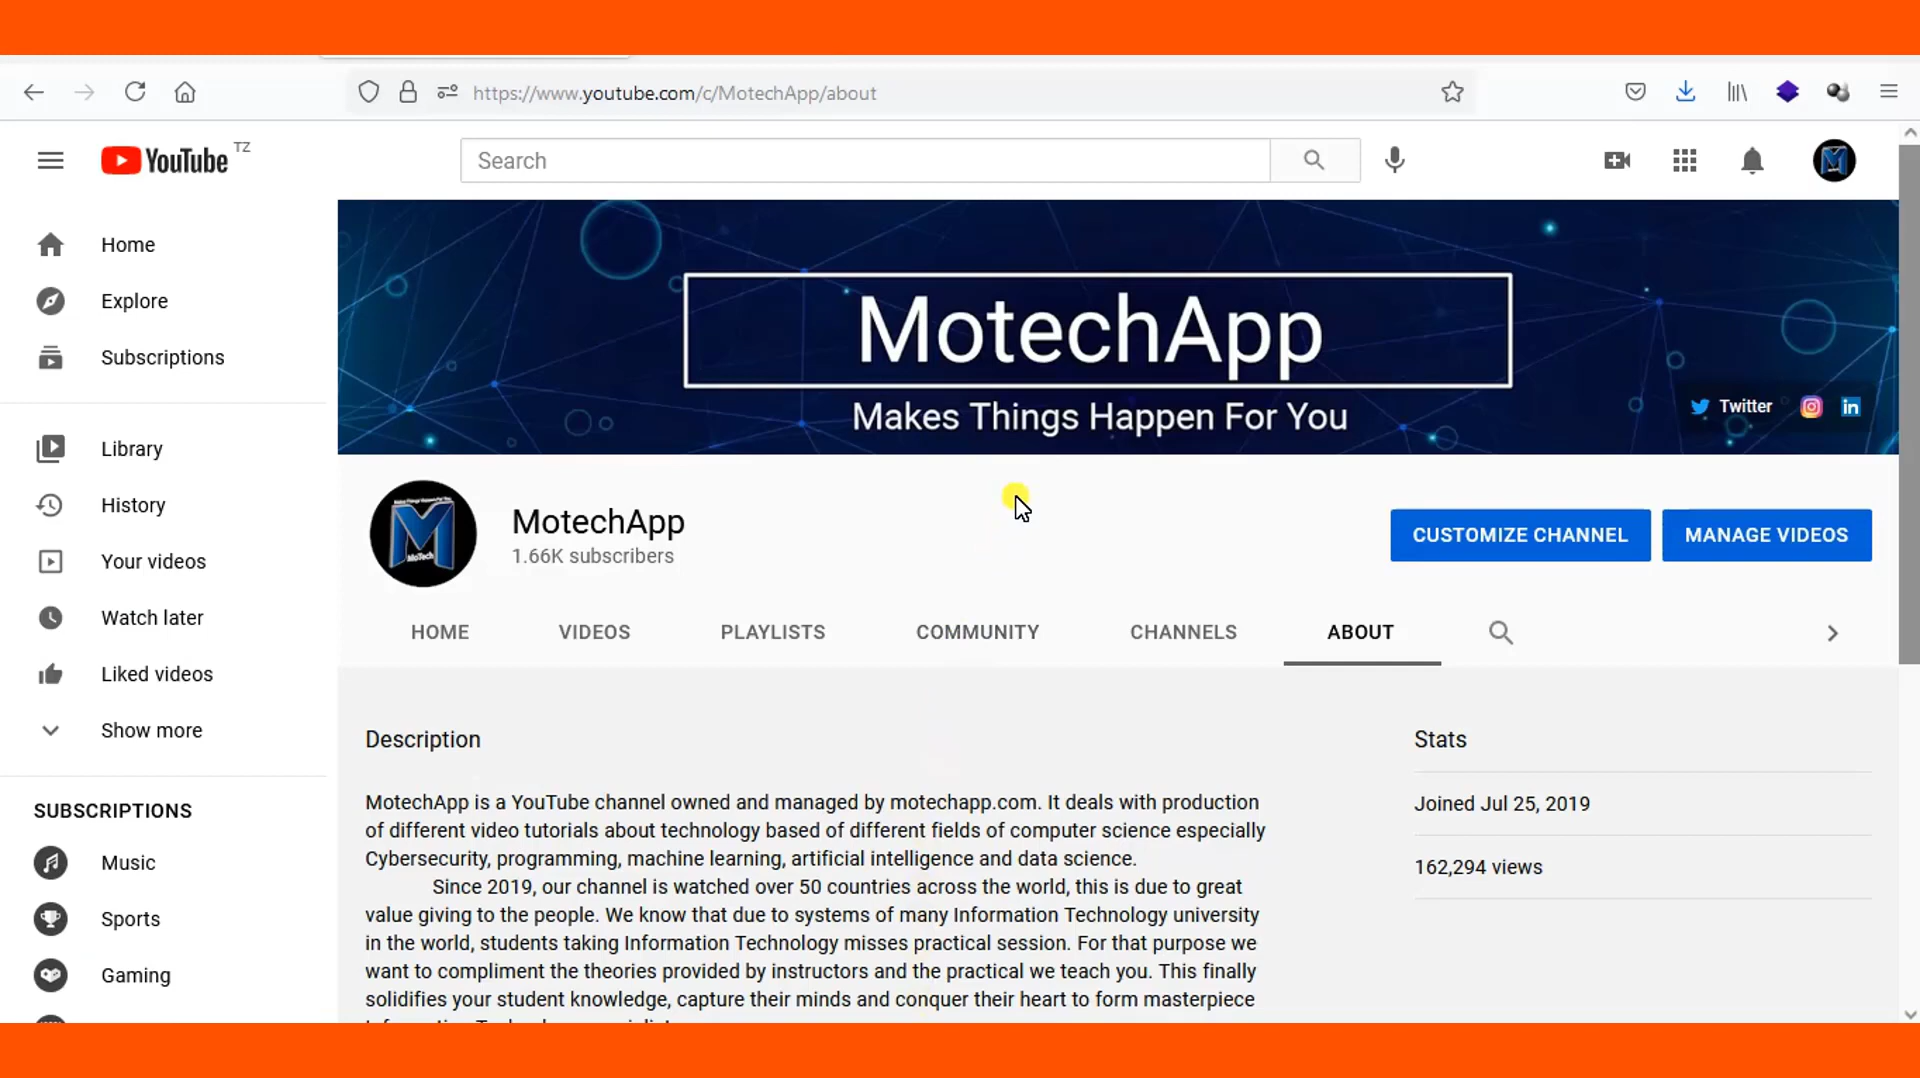 https://www.youtube.com/c/MotechApp/about
YouTube TZ
Search
Home
Explore
Subscriptions
Library
History
Your videos
Watch later
Liked videos
Show more
SUBSCRIPTIONS
Music
Sports
Gaming
MotechApp
Makes Things Happen For You
Twitter
MotechApp
1.66K subscribers
CUSTOMIZE CHANNEL
MANAGE VIDEOS
HOME VIDEOS PLAYLISTS COMMUNITY CHANNELS ABOUT
Description
MotechApp is a YouTube channel owned and managed by motechapp.com. It deals with production
of different video tutorials about technology based of different fields of computer science especially
Cybersecurity, programming, machine learning, artificial intelligence and data science.
Since 2019, our channel is watched over 50 countries across the world, this is due to great
value giving to the people. We know that due to systems of many Information Technology university
in the world, students taking Information Technology misses practical session. For that purpose we
want to compliment the theories provided by instructors and the practical we teach you. This finally
solidifies your student knowledge, capture their minds and conquer their heart to form masterpiece
Stats
Joined Jul 25, 2019
162,294 views